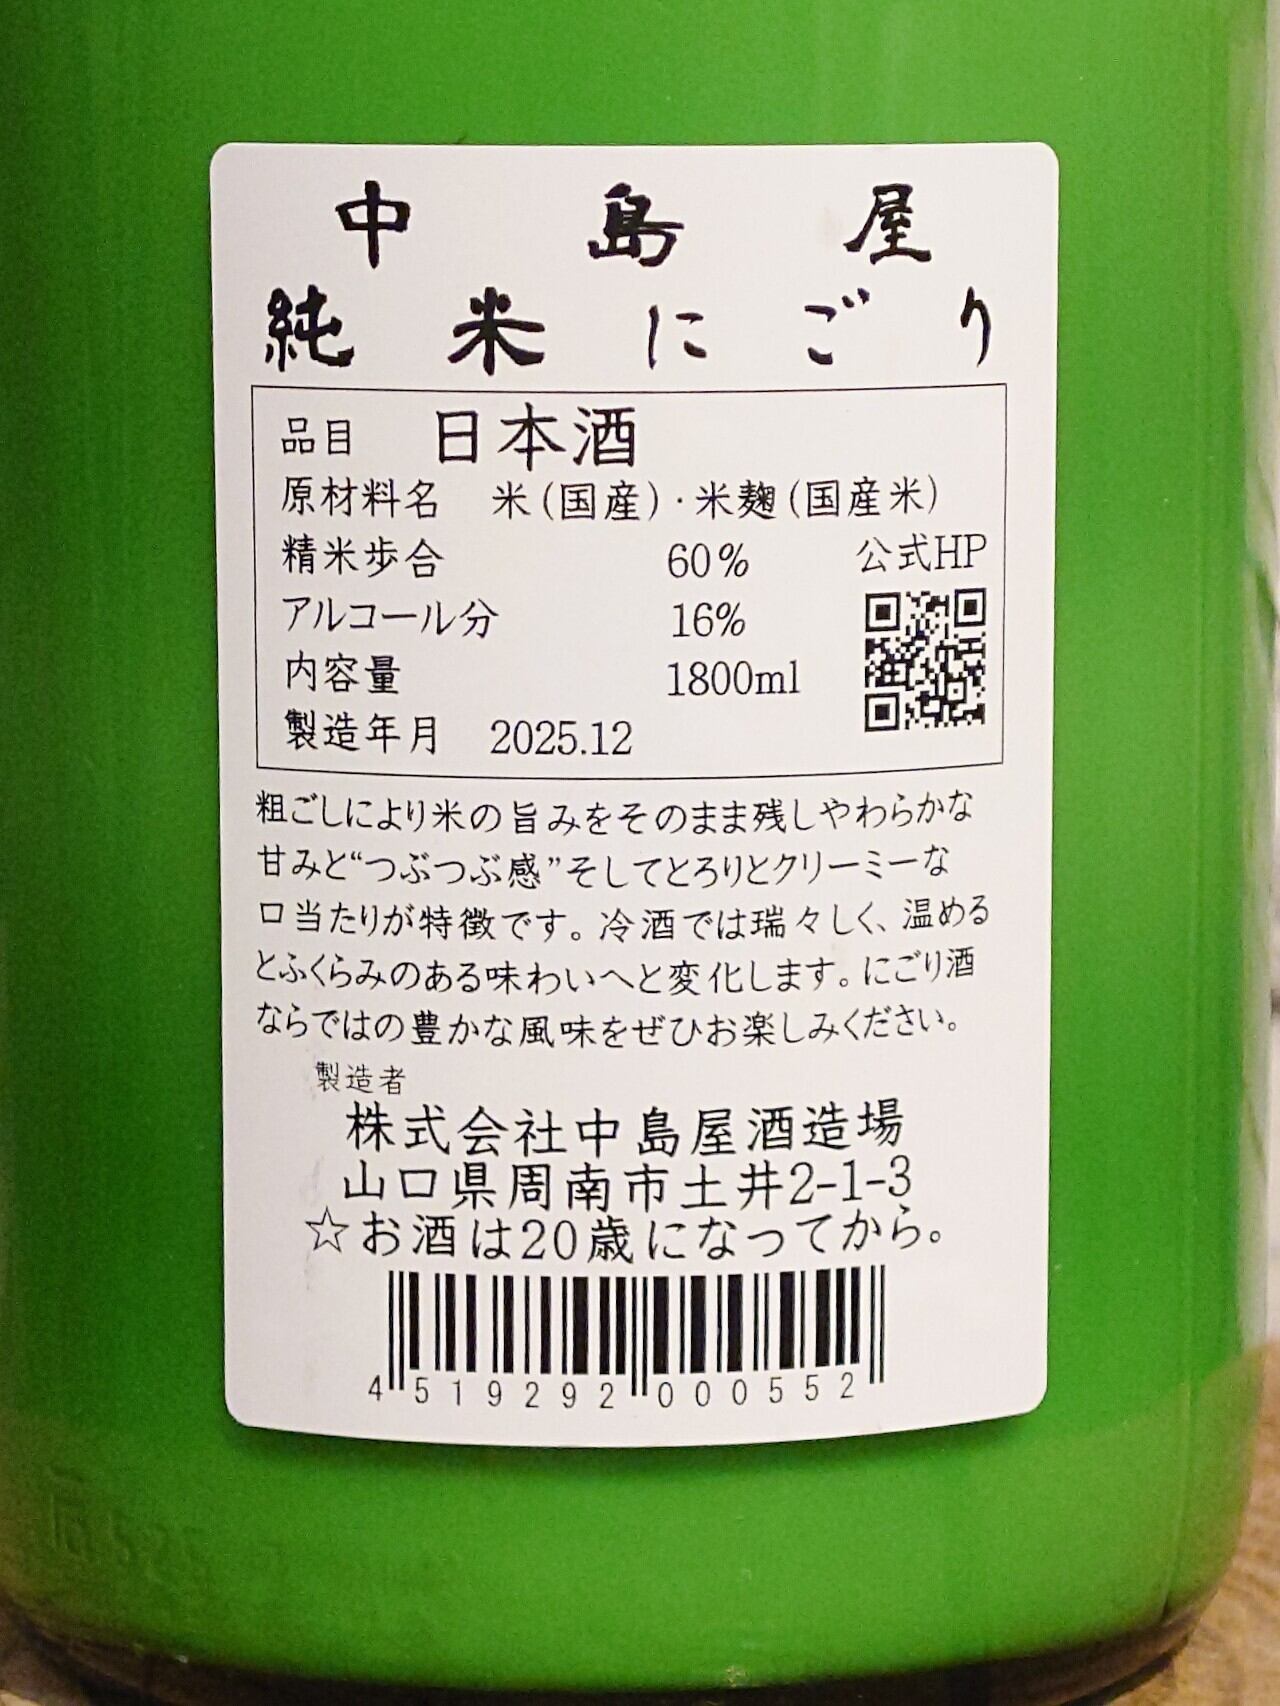 中島屋
純米にごり
品目 日本酒
原材料名 米(国産)・米麹(国産米)
精米歩合 60% 公式HP
アルコール分 16%
内容量 1800ml
製造年月 2025.12
粗ごしにより米の旨みをそのまま残しやわらかな
甘みと“つぶつぶ感”そしてとろりとクリーミーな
口当たりが特徴です。冷酒では瑞々しく、温める
とふくらみのある味わいへと変化します。にごり酒
ならではの豊かな風味をぜひお楽しみください。
製造者
株式会社中島屋酒造場
山口県周南市土井2-1-3
☆お酒は20歳になってから。
4 519292 000552